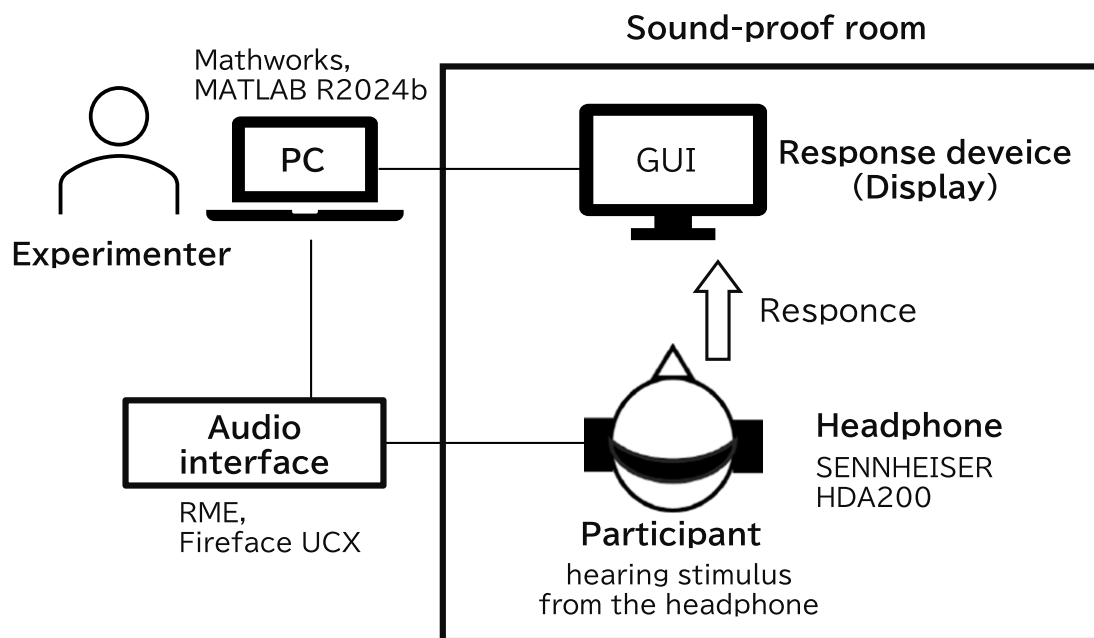 Sound-proof room
Mathworks,
MATLAB R2024b
PC
GUI
Response deveice
(Display)
Experimenter
Responce
Audio
interface
Headphone
SENNHEISER
HDA200
RME,
Fireface UCX
Participant
hearing stimulus
from the headphone